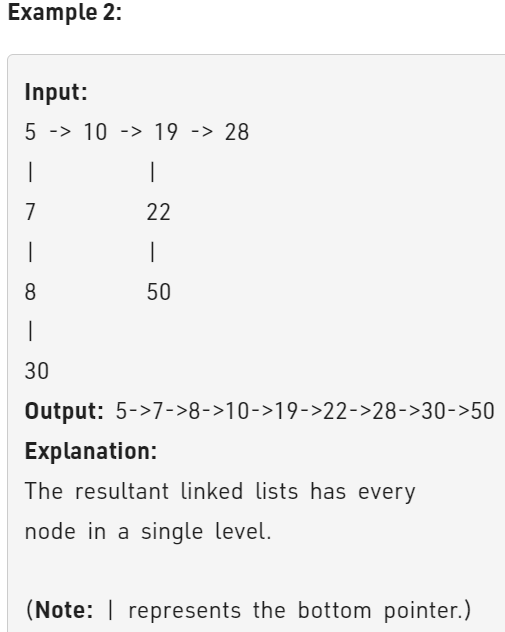 Example 2:
Input:
5 -> 10 -> 19 -> 28
|          |
7          22
|          |
8          50
|
30
Output: 5->7->8->10->19->22->28->30->50
Explanation:
The resultant linked lists has every
node in a single level.
(Note: | represents the bottom pointer.)